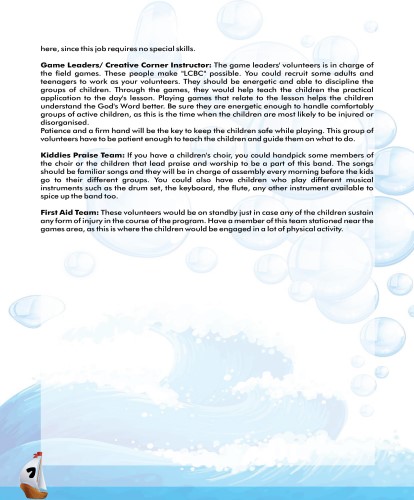 here, since this job requires no special skills.
Game Leaders/ Creative Corner Instructor: The game leaders' volunteers is in charge of
the field games. These people make "LCBC" possible. You could recruit some adults and
teenagers to work as your volunteers. They should be energetic and able to discipline the
groups of children. Through the games, they would help teach the children the practical
application to the day's lesson. Playing games that relate to the lesson helps the children
understand the God's Word better. Be sure they are energetic enough to handle comfortably
groups of active children, as this is the time when the children are most likely to be injured or
disorganised.
Patience and a firm hand will be the key to keep the children safe while playing. This group of
volunteers have to be patient enough to teach the children and guide them on what to do.
Kiddies Praise Team: If you have a children's choir, you could handpick some members of
the choir or the children that lead praise and worship to be a part of this band. The songs
should be familiar songs and they will be in charge of assembly every morning before the kids
go to their different groups. You could also have children who play different musical
instruments such as the drum set, the keyboard, the flute, any other instrument available to
spice up the band too.
First Aid Team: These volunteers would be on standby just in case any of the children sustain
any form of injury in the course of the program. Have a member of this team stationed near the
games area, as this is where the children would be engaged in a lot of physical activity.
7